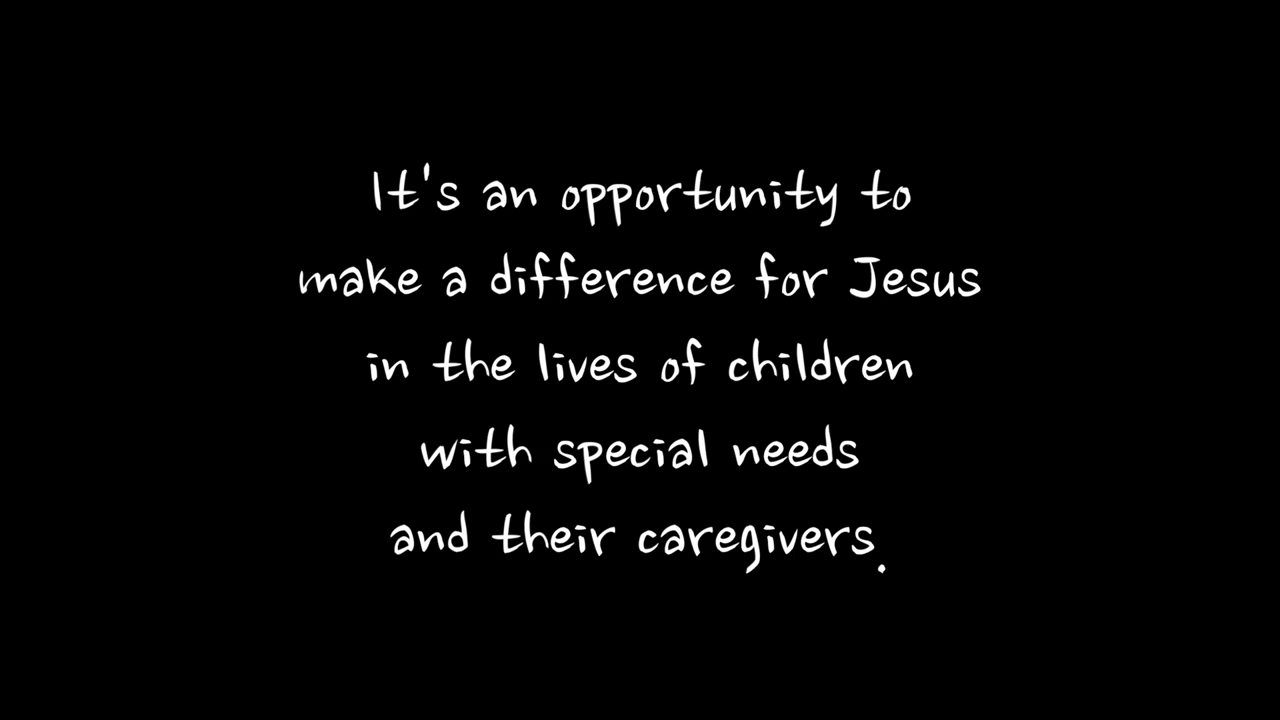 It's an opportunity to
make a difference for Jesus
in the lives of children
with special needs
and their caregivers.